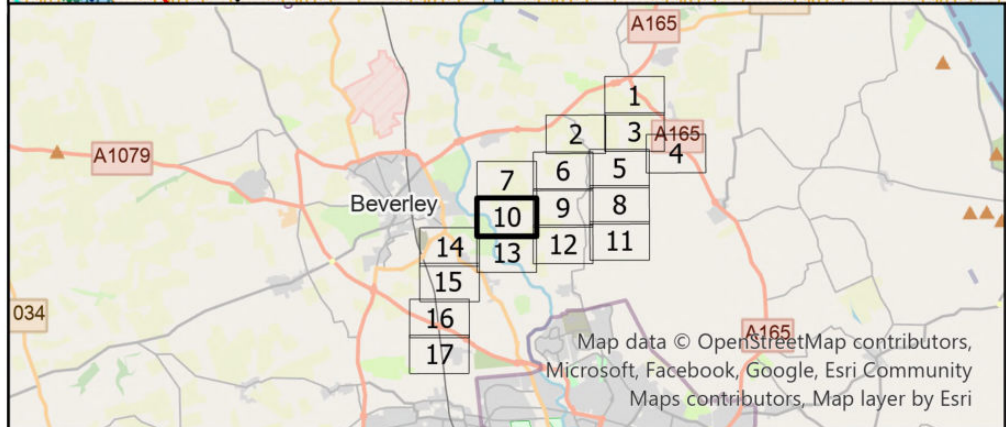 A165
1
2
3
A165
4
A1079
6
5
7
Beverley
10
9
8
14
13
12
11
15
034
16
A165
17
Map data © OpenStreetMap contributors,
Microsoft, Facebook, Google, Esri Community
Maps contributors, Map layer by Esri